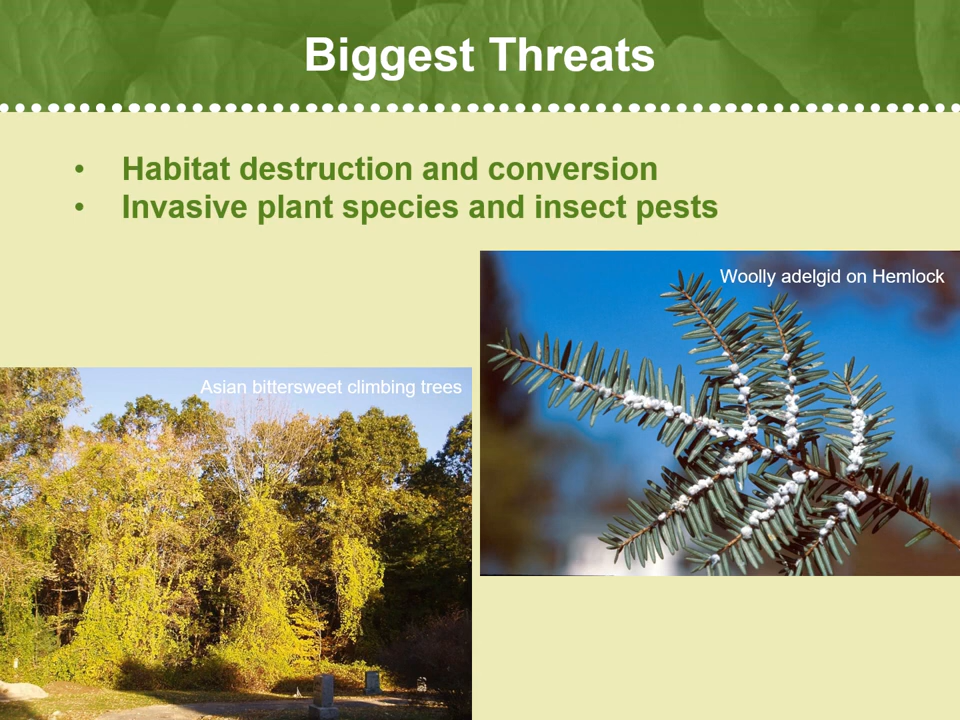 Biggest Threats
• Habitat destruction and conversion
• Invasive plant species and insect pests
Woolly adelgid on Hemlock
Asian bittersweet climbing trees